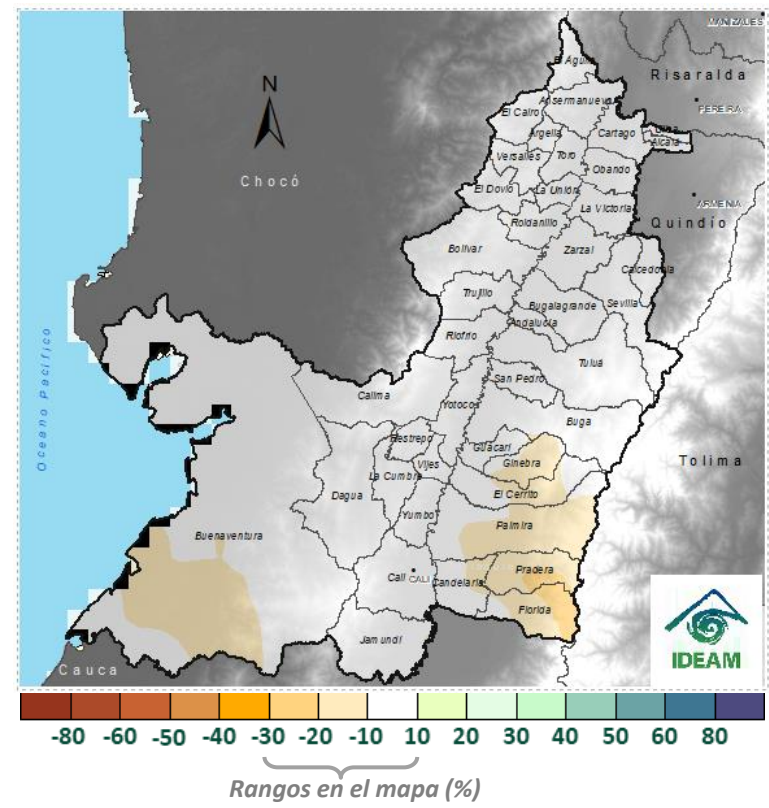 MANIZALES
El Aguila
Risaralda
N
Ansermanuevo
PEREIRA
El Cairo
Argelia
Cartago
Alcalá
Chocó
Versalles
Toro
Obando
El Dovio
La Unión
ARMENIA
La Victoria
Roldanillo
Quindío
Bolívar
Zarzal
Caicedonia
Trujillo
Sevilla
Bugalagrande
Andalucía
Riofrío
Oceano Pacífico
Tuluá
San Pedro
Calima
Yotoco
Buga
Restrepo
Guacarí
Vijes
Ginebra
Tolima
La Cumbre
Dagua
El Cerrito
Yumbo
Palmira
Buenaventura
Pradera
Cali CALI
Candelaria
Florida
Jamundí
IDEAM
Cauca
-80 -60 -50 -40 -30 -20 -10 10 20 30 40 50 60 80
Rangos en el mapa (%)